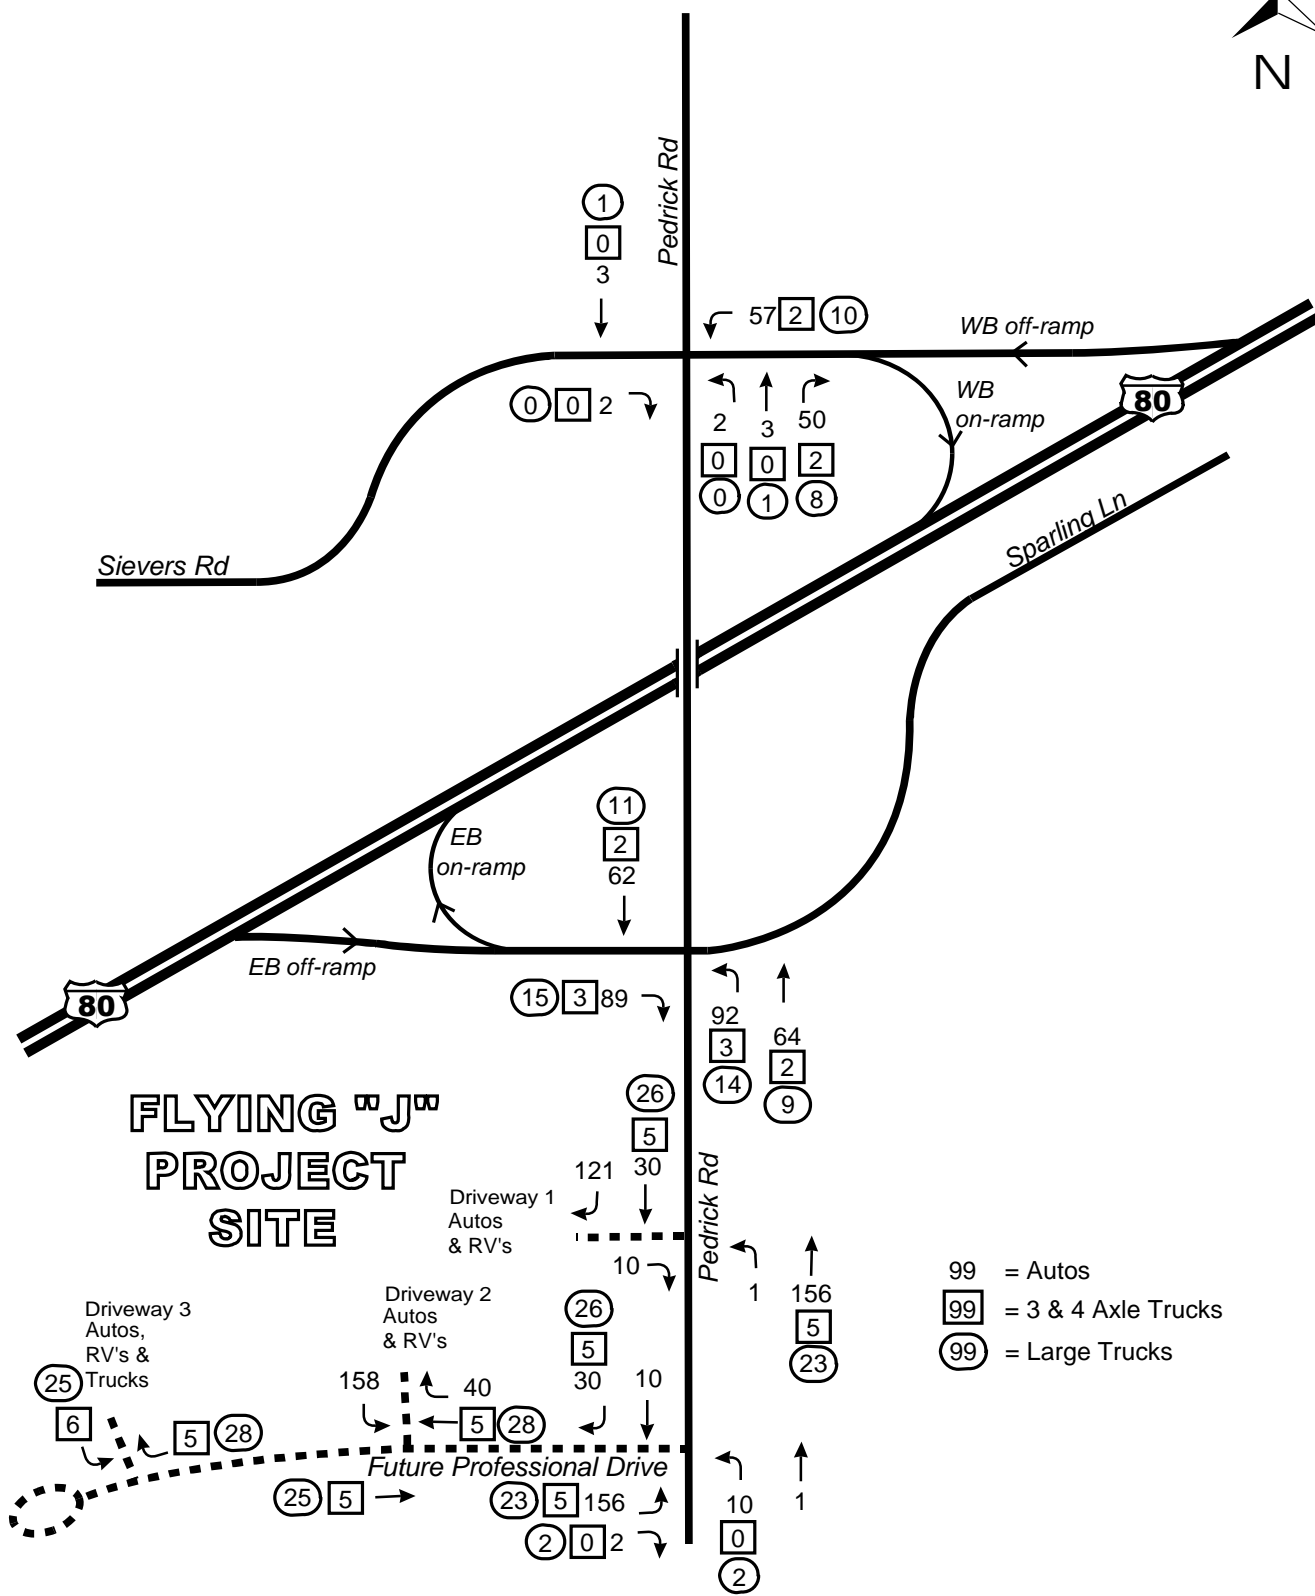 N
Pedrick Rd
1
0
3
57 2 10
WB off-ramp
0 0 2
2 3 50
0 0 2
0 1 8
WB
on-ramp
80
Sievers Rd
Sparling Ln
11
2
62
EB
on-ramp
EB off-ramp
80
15 3 89
92 64
3 2
14 9
FLYING "J"
PROJECT
SITE
26
5
30
121
Driveway 1
Autos
& RV's
Pedrick Rd
10
1
156
5
23
99 = Autos
99 = 3 & 4 Axle Trucks
99 = Large Trucks
Driveway 3
Autos,
RV's &
Trucks
25
6
5 28
Driveway 2
Autos
& RV's
158
40
5 28
26
5
30
10
Future Professional Drive
25 5
23 5 156
2 0 2
10
0
2
1